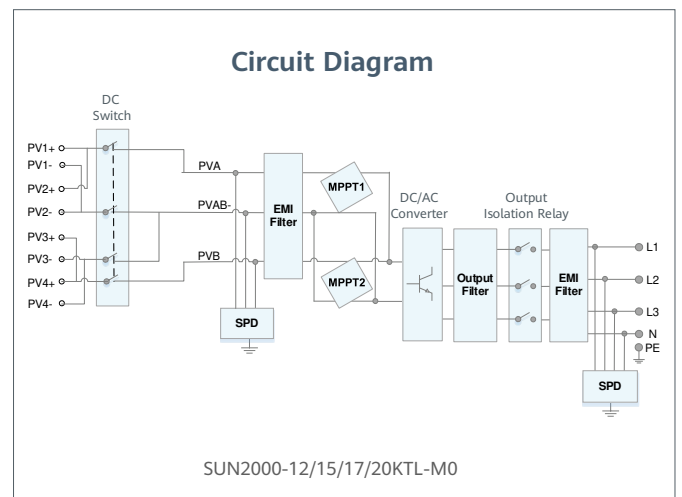 Circuit Diagram
DC
Switch
PV1+
PV1-
PV2+
PV2-
PV3+
PV3-
PV4+
PV4-
PVA
PVAB-
PVB
EMI
Filter
SPD
MPPT1
MPPT2
DC/AC
Converter
Output
Filter
Output
Isolation Relay
EMI
Filter
L1
L2
L3
N
PE
SPD
SUN2000-12/15/17/20KTL-M0